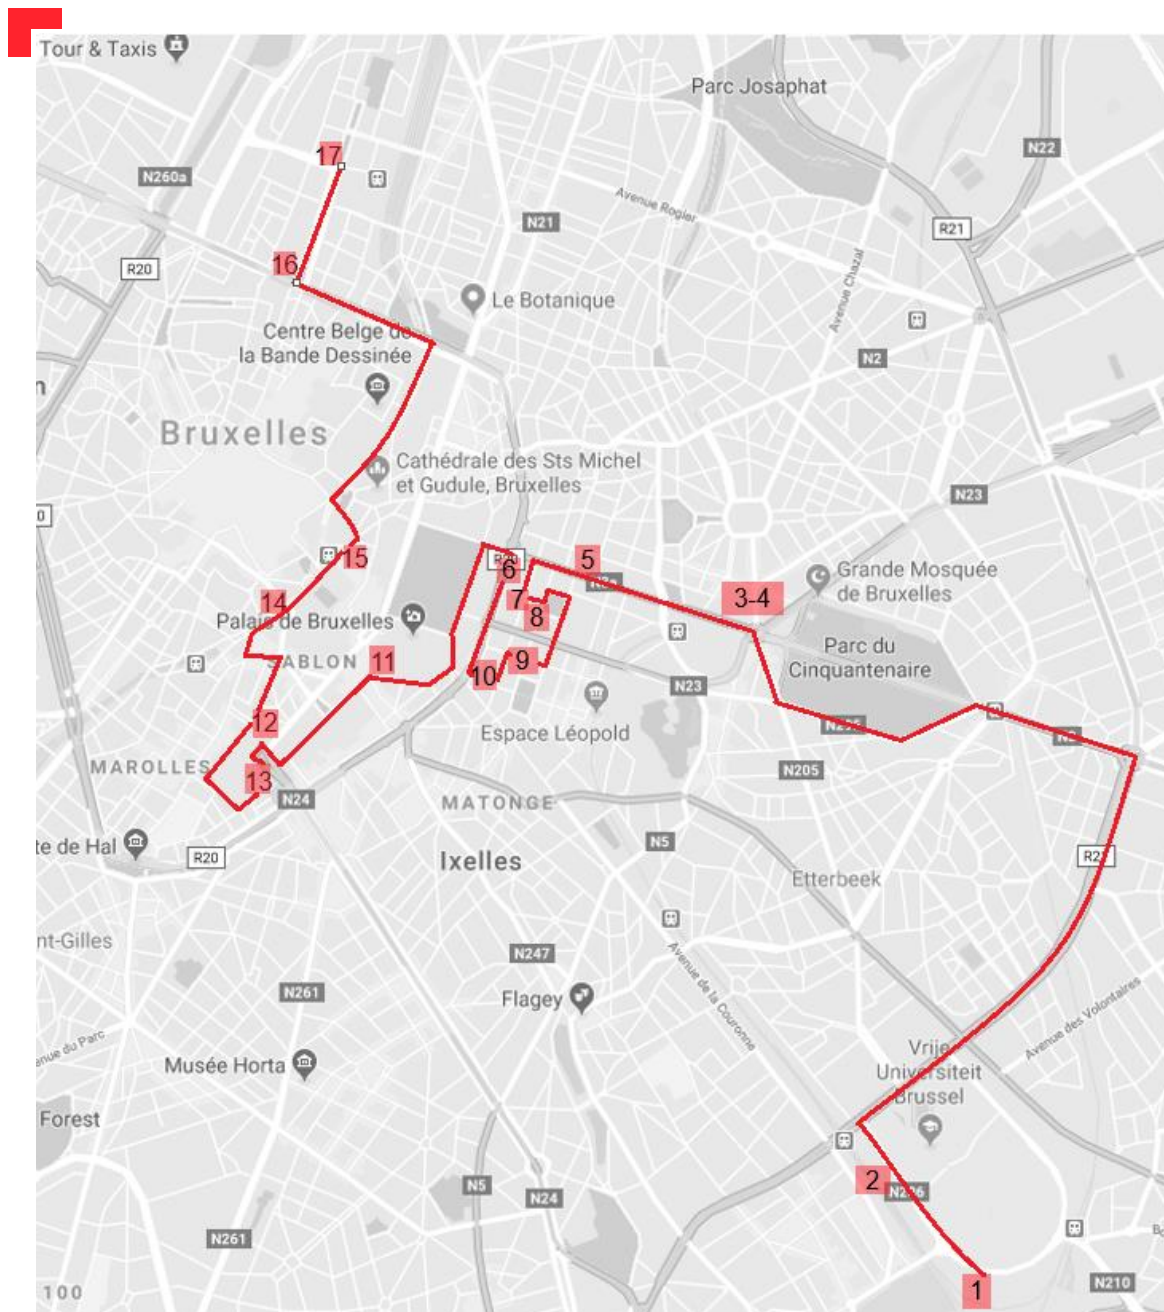 Tour & Taxis
Parc Josaphat
N22
17
N260a
Avenue Rogier
N21
R21
16
R20
Avenue Chazal
Le Botanique
Centre Belge de
la Bande Dessinée
N2
Bruxelles
Cathédrale des Sts Michel
et Gudule, Bruxelles
N23
15
6
5
Grande Mosquée
de Bruxelles
14
7
8
3-4
Palais de Bruxelles
SABLON
11
9
10
Parc du
Cinquantenaire
N23
12
Espace Léopold
N205
MAROLLES
13
N24
MATONGE
te de Hal
R20
Ixelles
N5
Etterbeek
nt-Gilles
N247
Avenue de la Couronne
N261
Flagey
Avenue des Volontaires
enue du Parc
Musée Horta
Vrije
Universiteit
Brussel
Forest
2
N5
N24
N261
100
1
N210